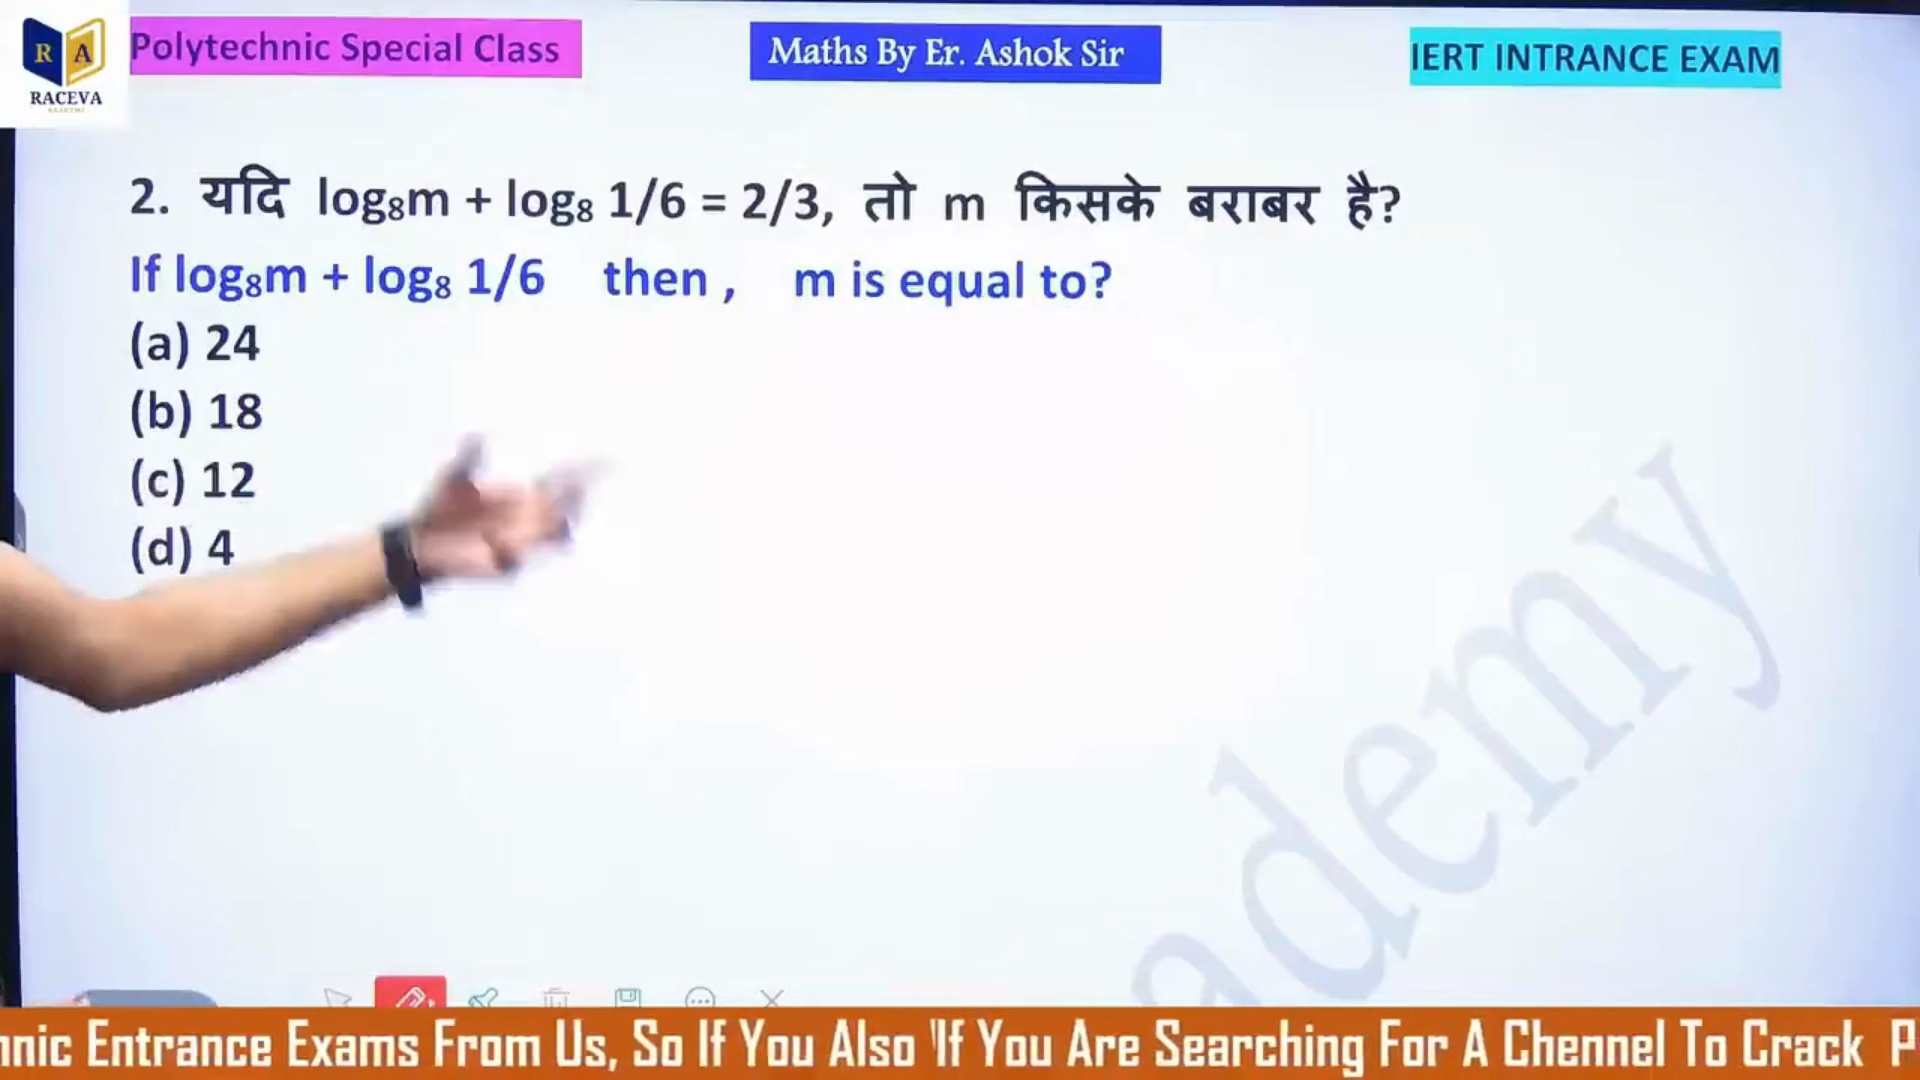 R A
RACEVA
Polytechnic Special Class
Maths By Er. Ashok Sir
IERT INTRANCE EXAM
2. यदि log₈m + log₈ 1/6 = 2/3, तो m किसके बराबर है?
If log₈m + log₈ 1/6 then , m is equal to?
(a) 24
(b) 18
(c) 12
(d) 4
ademy
nnic Entrance Exams From Us, So If You Also 'If You Are Searching For A Chennel To Crack P